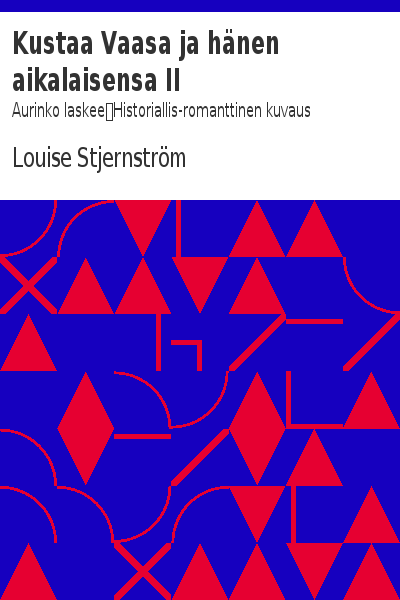 Kustaa Vaasa ja hänen
aikalaisensa II
Aurinko laskee▯Historiallis-romanttinen kuvaus
Louise Stjernström